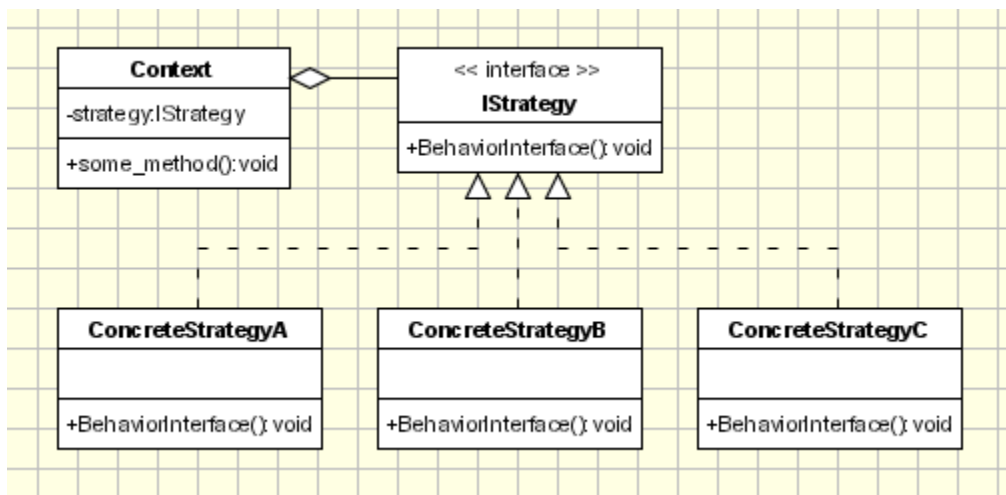 Context
-strategy:IStrategy
+some_method():void
<< interface >>
IStrategy
+BehaviorInterface(): void
ConcreteStrategyA
+BehaviorInterface(): void
ConcreteStrategyB
+BehaviorInterface(): void
ConcreteStrategyC
+BehaviorInterface(): void